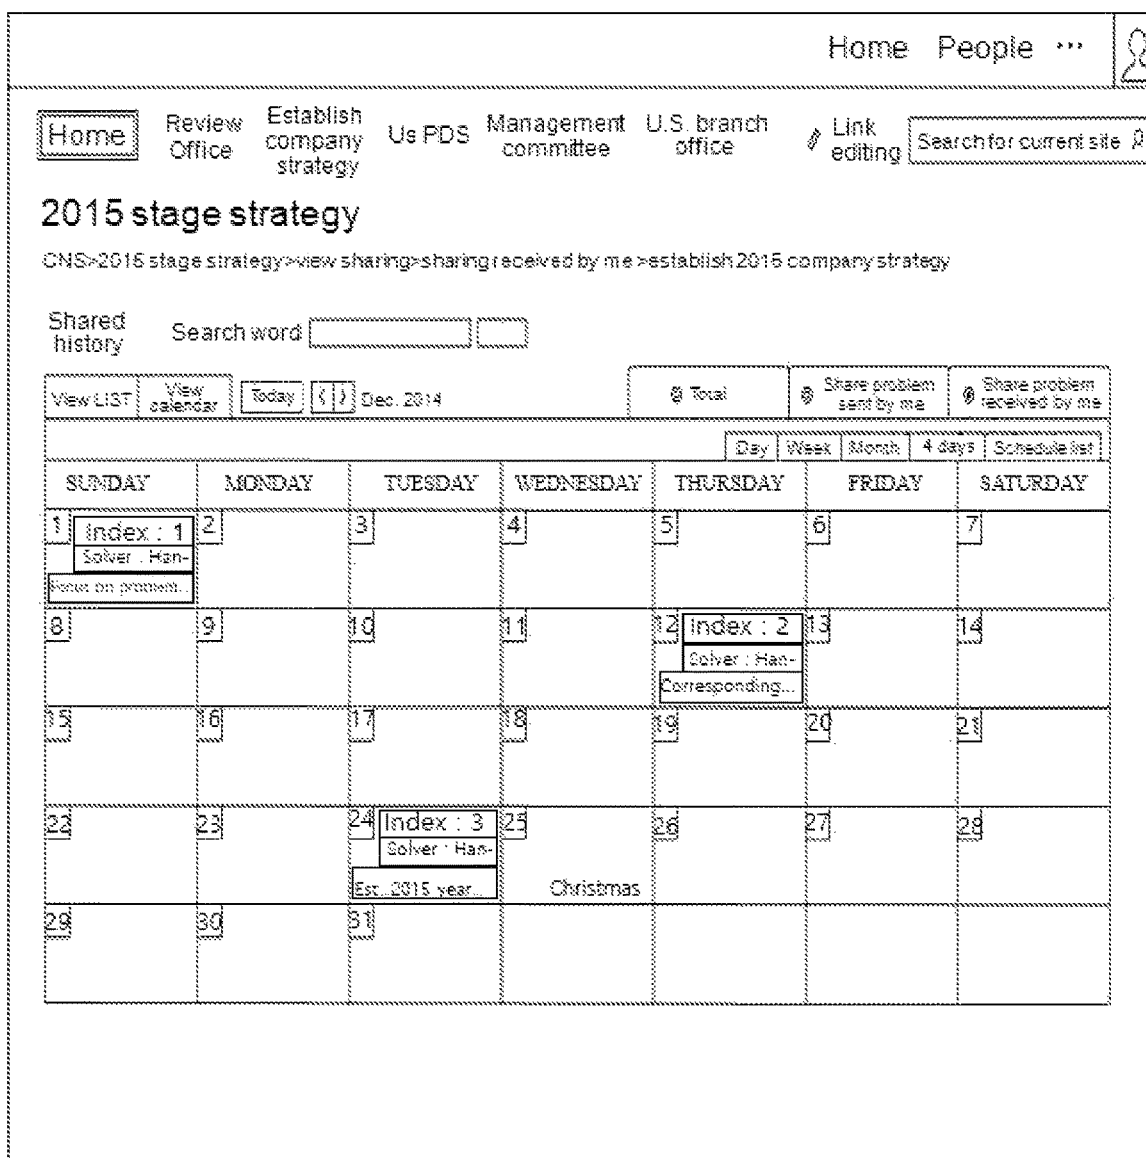 Home People ...
Home
Review
Office
Establish
company
strategy
Us PDS
Management
committee
U.S. branch
office
Link
editing
Search for current site
2015 stage strategy
CNS>2015 stage strategy>view sharing>sharing received by me >establish 2015 company strategy
Shared
history
Search word
View LIST
View
calendar
Today
< >
Dec. 2014
Total
Share problem
sent by me
Share problem
received by me
Day Week Month 4 days Schedule list
SUNDAY MONDAY TUESDAY WEDNESDAY THURSDAY FRIDAY SATURDAY
1 2 3 4 5 6 7
Index : 1
Solver : Han-
Focus on problem...
8 9 10 11 12 13 14
Index : 2
Solver : Han-
Corresponding...
15 16 17 18 19 20 21
22 23 24 25 26 27 28
Index : 3
Solver : Han-
Est...2015 year...
Christmas
29 30 31